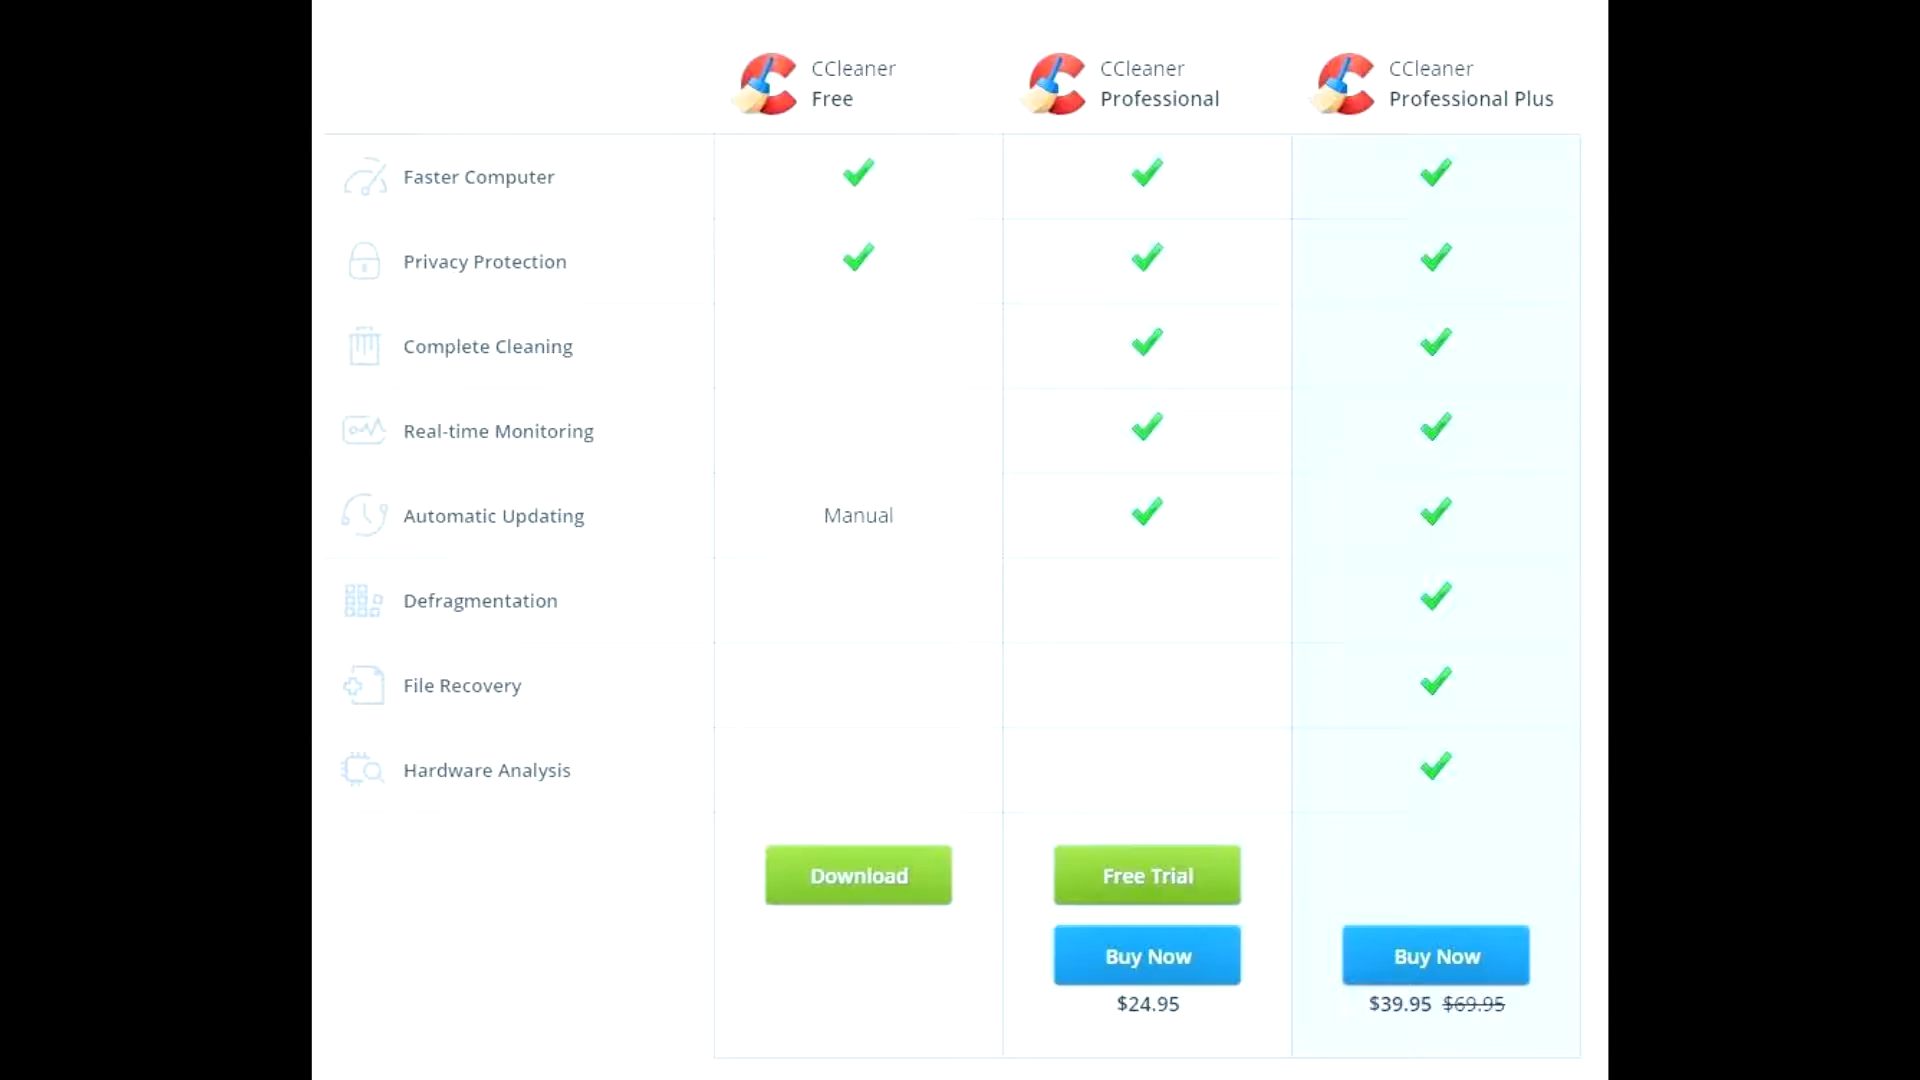 CCleaner
Free
CCleaner
Professional
CCleaner
Professional Plus
Faster Computer
Privacy Protection
Complete Cleaning
Real-time Monitoring
Automatic Updating
Manual
Defragmentation
File Recovery
Hardware Analysis
Download
Free Trial
Buy Now
Buy Now
$24.95
$39.95 $69.95